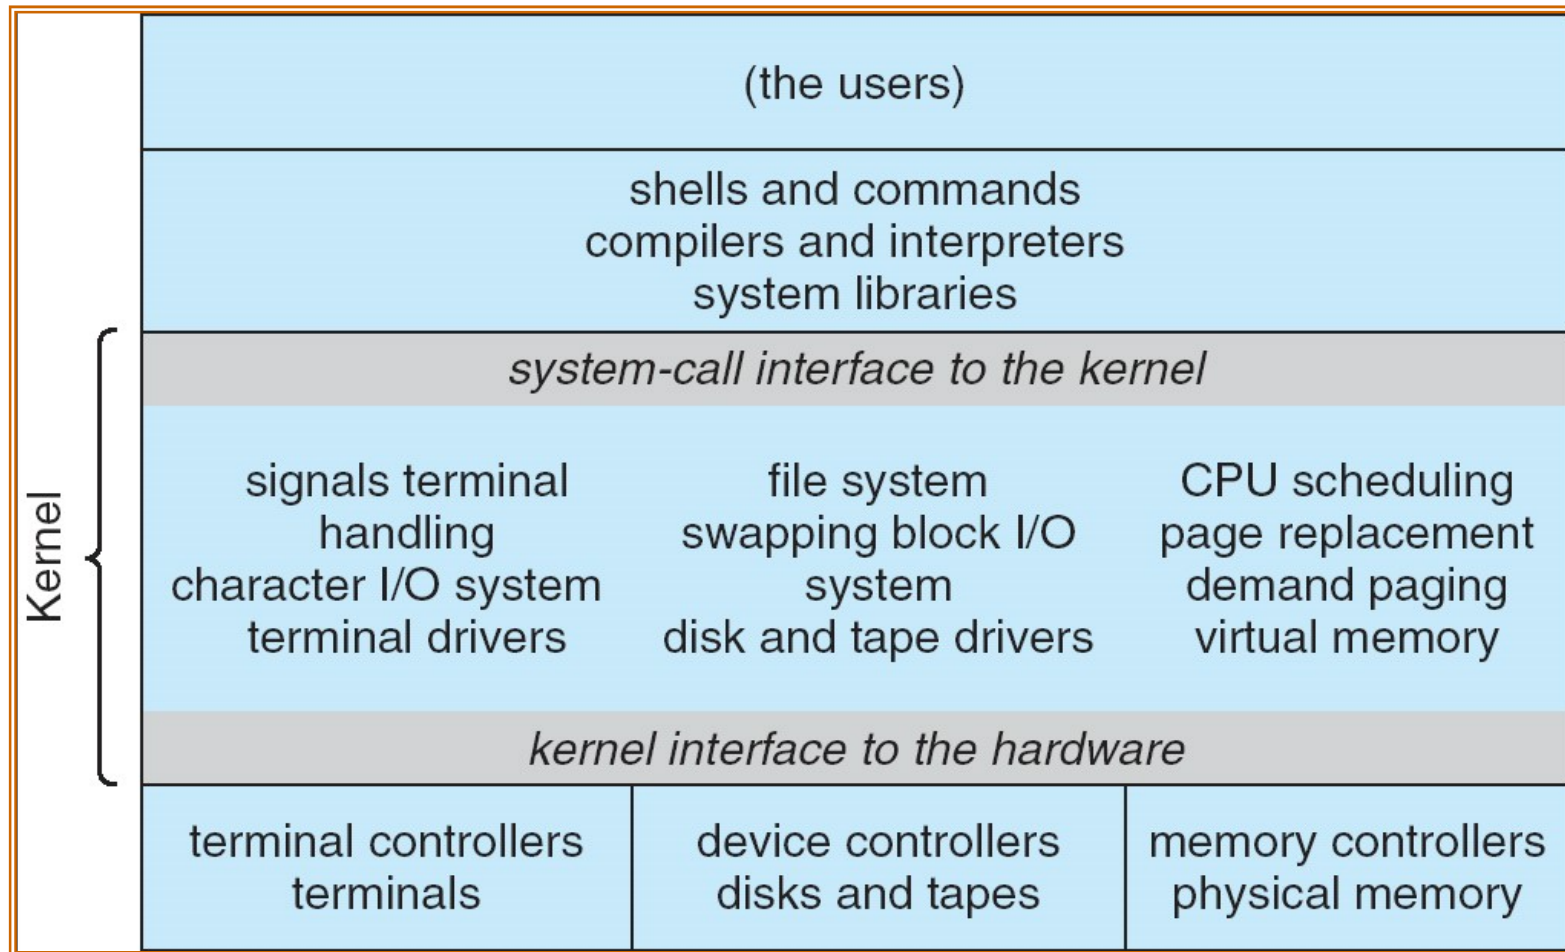 (the users)
shells and commands
compilers and interpreters
system libraries
Kernel
system-call interface to the kernel
signals terminal
handling
character I/O system
terminal drivers
file system
swapping block I/O
system
disk and tape drivers
CPU scheduling
page replacement
demand paging
virtual memory
kernel interface to the hardware
terminal controllers
terminals
device controllers
disks and tapes
memory controllers
physical memory